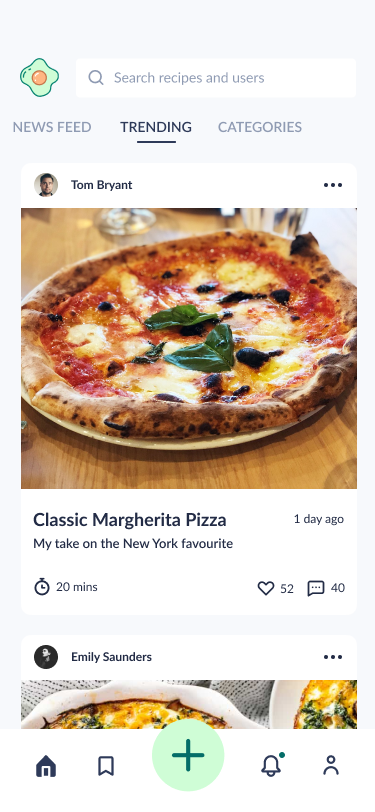 Search recipes and users
NEWS FEED TRENDING CATEGORIES
Tom Bryant
Classic Margherita Pizza 1 day ago
My take on the New York favourite
20 mins 52 40
Emily Saunders